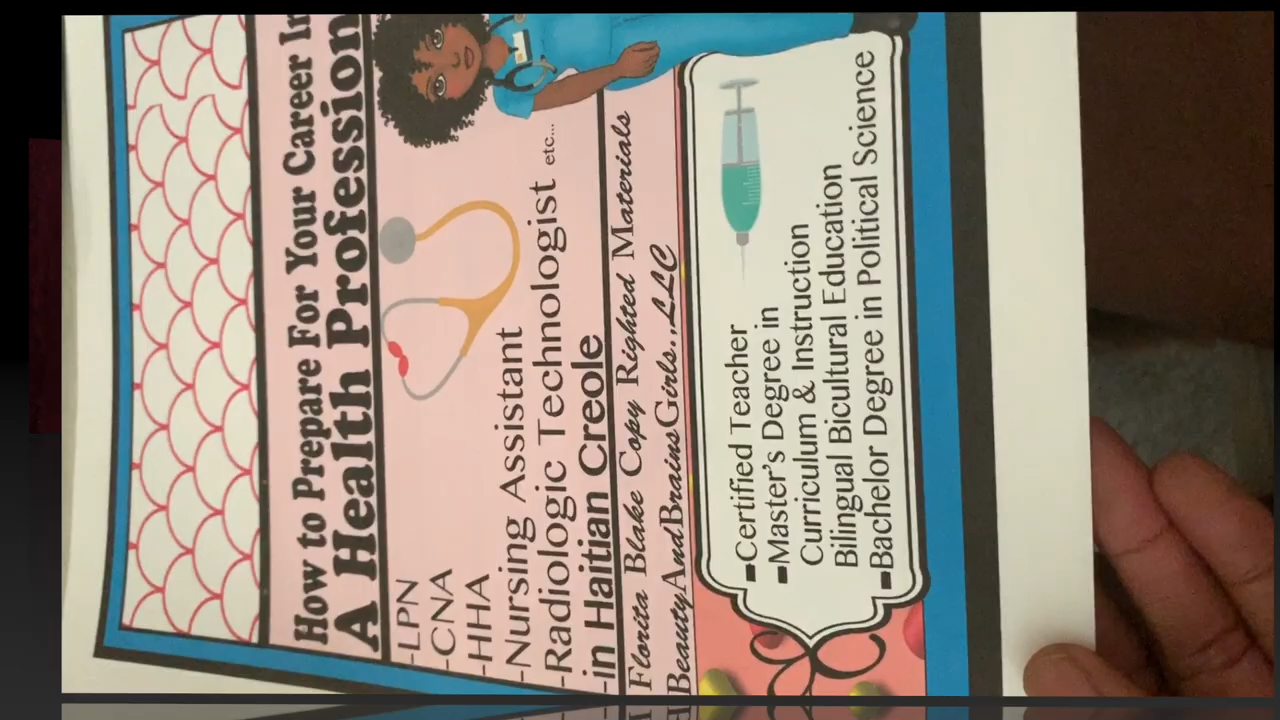 How to Prepare For Your Career In
A Health Profession
-LPN
-CNA
-HHA
-Nursing Assistant
-Radiologic Technologist etc...
-in Haitian Creole
Florita Blake Copy Righted Materials
BeautyAndBrainsGirls.,LLC
-Certified Teacher
-Master's Degree in
Curriculum & Instruction
Bilingual Bicultural Education
-Bachelor Degree in Political Science